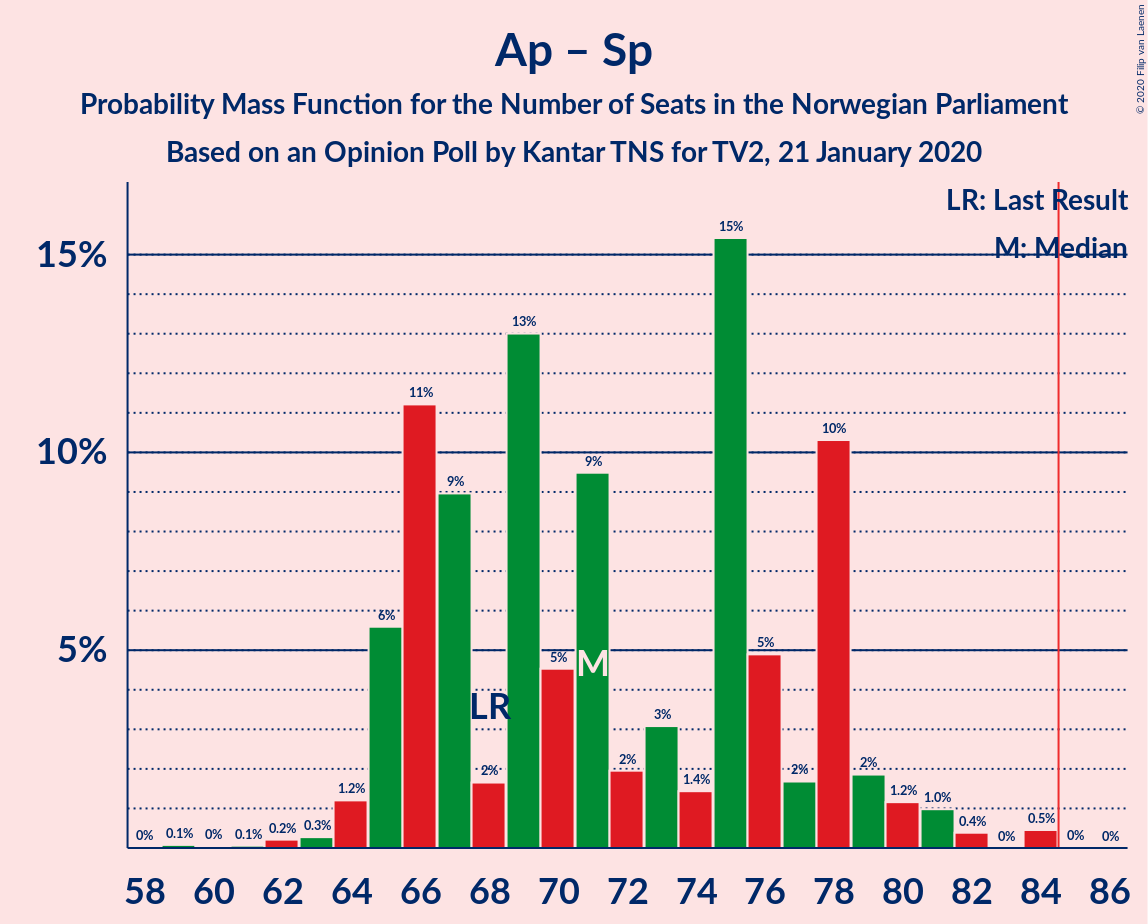 Ap – Sp
Probability Mass Function for the Number of Seats in the Norwegian Parliament
Based on an Opinion Poll by Kantar TNS for TV2, 21 January 2020
© 2020 Filip van Laenen
LR: Last Result
M: Median
15%
10%
5%
0% 0.1% 0% 0.1% 0.2% 0.3% 1.2% 6% 11% 9% 2% 13% 5% 9% 2% 3% 1.4% 15% 5% 2% 10% 2% 1.2% 1.0% 0.4% 0% 0.5% 0% 0%
LR
M
58 60 62 64 66 68 70 72 74 76 78 80 82 84 86